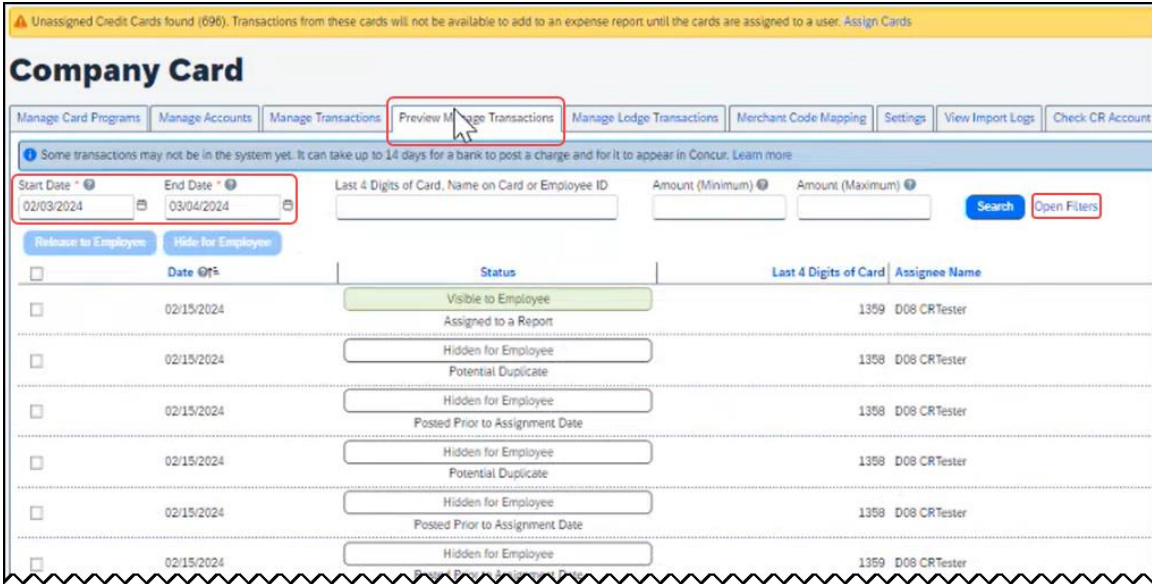 Unassigned Credit Cards found (696). Transactions from these cards will not be available to add to an expense report until the cards are assigned to a user. Assign Cards
Company Card
Manage Card Programs Manage Accounts Manage Transactions Preview Manage Transactions Manage Lodge Transactions Merchant Code Mapping Settings View Import Logs Check CR Account
Some transactions may not be in the system yet. It can take up to 14 days for a bank to post a charge and for it to appear in Concur. Learn more
Start Date * End Date * Last 4 Digits of Card, Name on Card or Employee ID Amount (Minimum) Amount (Maximum)
02/03/2024 03/04/2024 Search Open Filters
Release to Employee Hide for Employee
Date Status Last 4 Digits of Card Assignee Name
Visible to Employee
02/15/2024 1359 D08 CRTester
Assigned to a Report
Hidden for Employee
02/15/2024 1358 D08 CRTester
Potential Duplicate
Hidden for Employee
02/15/2024 1358 D08 CRTester
Posted Prior to Assignment Date
Hidden for Employee
02/15/2024 1358 D08 CRTester
Potential Duplicate
Hidden for Employee
02/15/2024 1358 D08 CRTester
Posted Prior to Assignment Date
Hidden for Employee
02/15/2024 1359 D08 CRTester
Posted Prior to Assignment Date